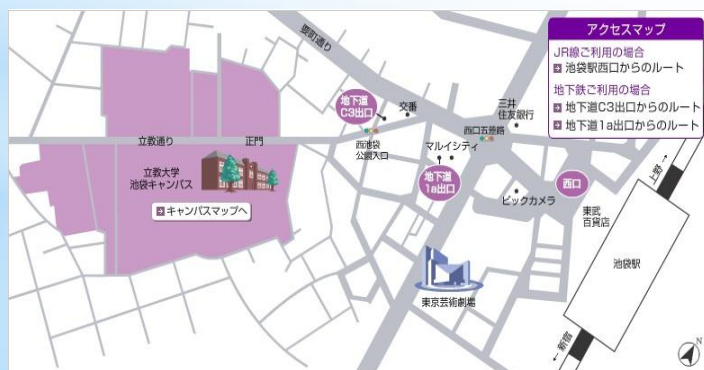 アクセスマップ
JR線ご利用の場合
池袋駅西口からのルート
地下鉄ご利用の場合
地下道C3出口からのルート
地下道1a出口からのルート
要町通り
地下道
C3出口
交番
三井
住友銀行
西口五差路
立教通り
正門
西池袋
公園入口
マルイシティ
地下道
1a出口
西口
上野→
立教大学
池袋キャンパス
キャンパスマップへ
ビックカメラ
東武
百貨店
池袋駅
東京芸術劇場
←新宿
N